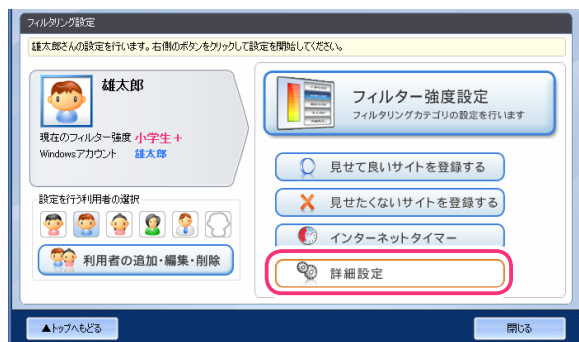 フィルタリング設定
雄太郎さんの設定を行います。右側のボタンをクリックして設定を開始してください。
雄太郎
現在のフィルター強度 小学生＋
Windowsアカウント 雄太郎
設定を行う利用者の選択
利用者の追加・編集・削除
フィルター強度設定
フィルタリングカテゴリの設定を行います
見せて良いサイトを登録する
見せたくないサイトを登録する
インターネットタイマー
詳細設定
▲トップへもどる
閉じる